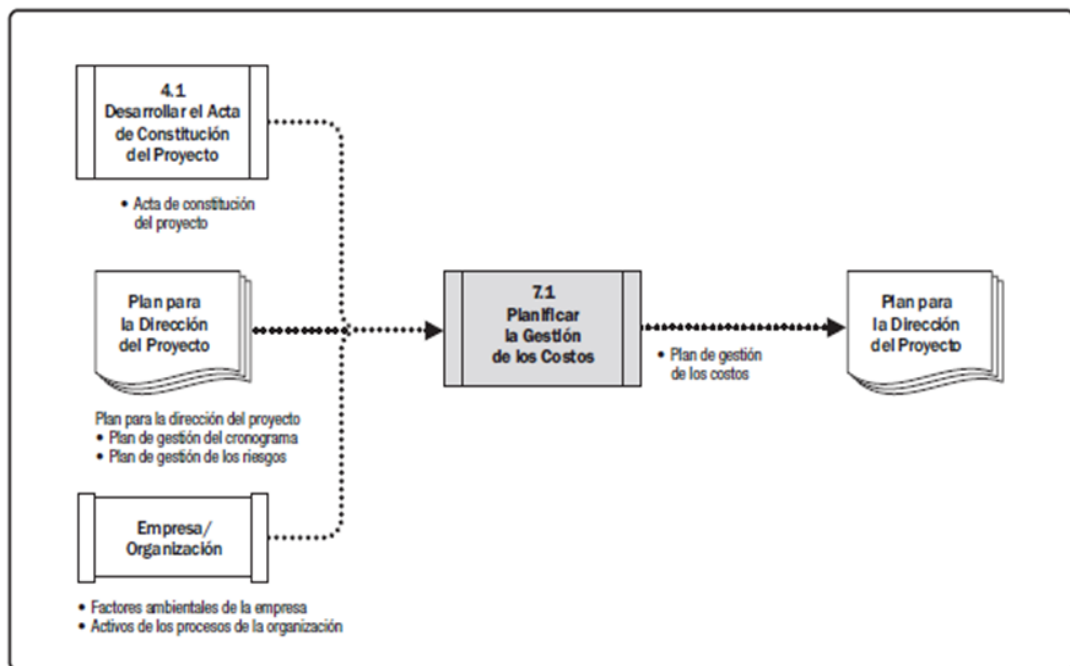 4.1
Desarrollar el Acta
de Constitución
del Proyecto
• Acta de constitución
del proyecto
Plan para
la Dirección
del Proyecto
Plan para la dirección del proyecto
• Plan de gestión del cronograma
• Plan de gestión de los riesgos
Empresa/
Organización
• Factores ambientales de la empresa
• Activos de los procesos de la organización
7.1
Planificar
la Gestión
de los Costos
• Plan de gestión
de los costos
Plan para
la Dirección
del Proyecto